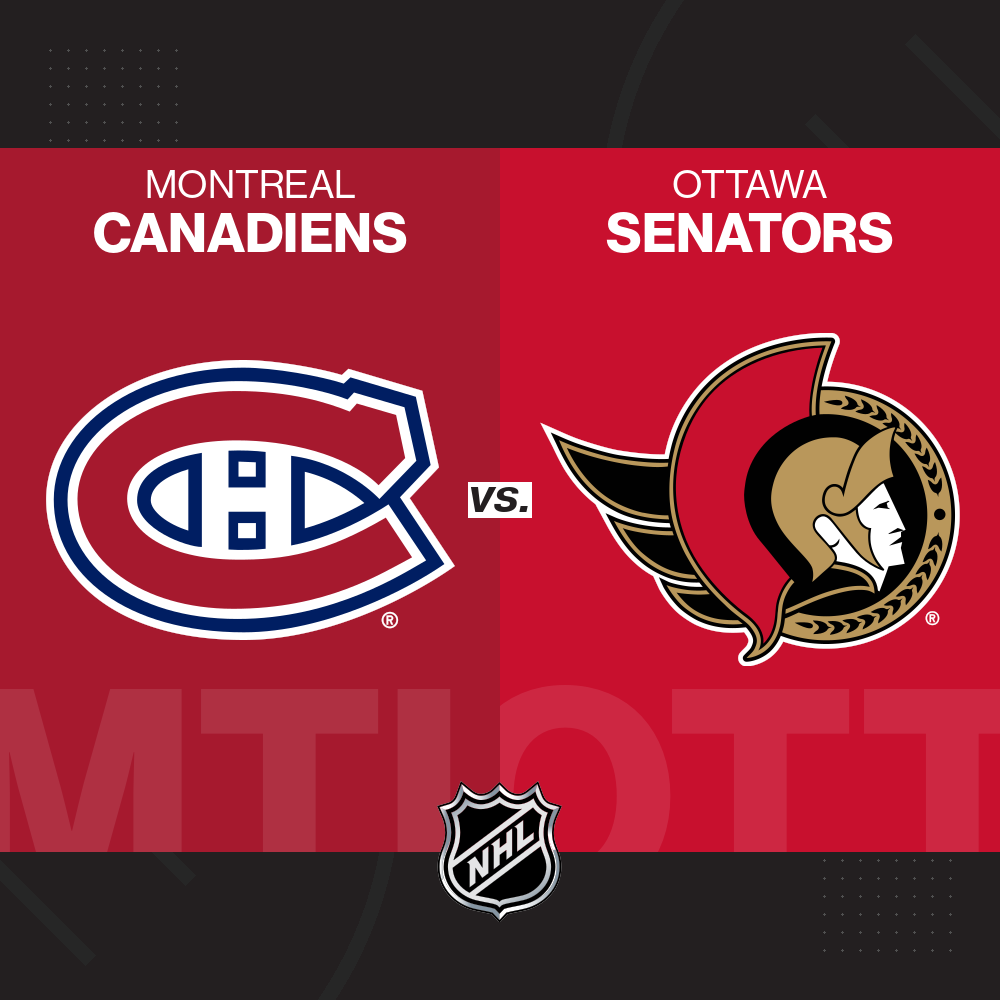 MONTREAL
CANADIENS
OTTAWA
SENATORS
VS.
®
®
MTL
OTT
NHL